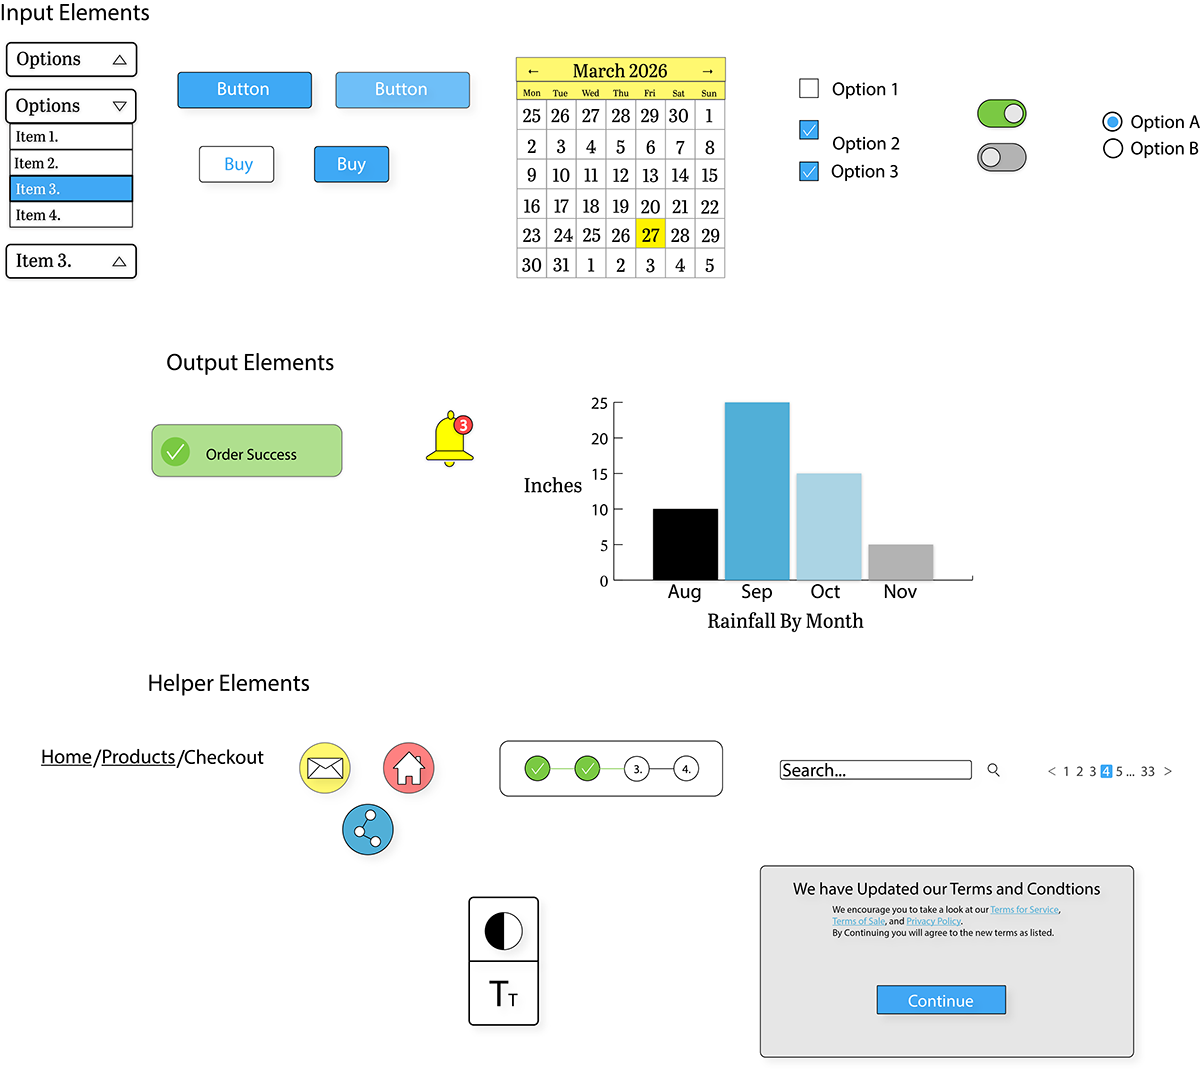 Input Elements
Options
Options
Item 1.
Item 2.
Item 3.
Item 4.
Item 3.
Button
Button
Buy
Buy
← March 2026 →
Mon Tue Wed Thu Fri Sat Sun
25 26 27 28 29 30 1
2 3 4 5 6 7 8
9 10 11 12 13 14 15
16 17 18 19 20 21 22
23 24 25 26 27 28 29
30 31 1 2 3 4 5
Option 1
Option 2
Option 3
Option A
Option B
Output Elements
Order Success
3
25
20
15
10
5
0
Inches
Aug Sep Oct Nov
Rainfall By Month
Helper Elements
Home/Products/Checkout
3. 4.
Search...
< 1 2 3 4 5 ... 33 >
TT
We have Updated our Terms and Condtions
We encourage you to take a look at our Terms for Service,
Terms of Sale, and Privacy Policy.
By Continuing you will agree to the new terms as listed.
Continue